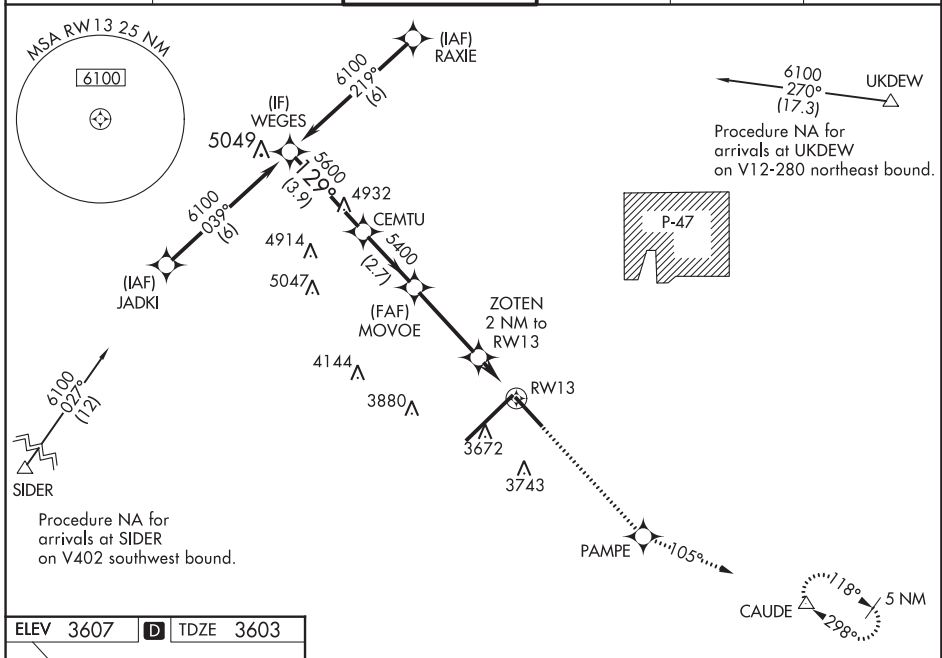 MSA RW 13 25 NM
6100
(IAF)
RAXIE
6100
219°
(6)
(IF)
WEGES
5049
6100
270°
(17.3)
UKDEW
Procedure NA for
arrivals at UKDEW
on V12-280 northeast bound.
5600
129°
(3.9)
4932
CEMTU
P-47
6100
039°
(6)
4914
5400
(2.7)
5047
(IAF)
JADKI
(FAF)
MOVOE
ZOTEN
2 NM to
RW13
4144
RW13
3880
6100
027°
(12)
3672
3743
SIDER
Procedure NA for
arrivals at SIDER
on V402 southwest bound.
PAMPE
105°
118°
5 NM
CAUDE
298°
ELEV 3607 D TDZE 3603